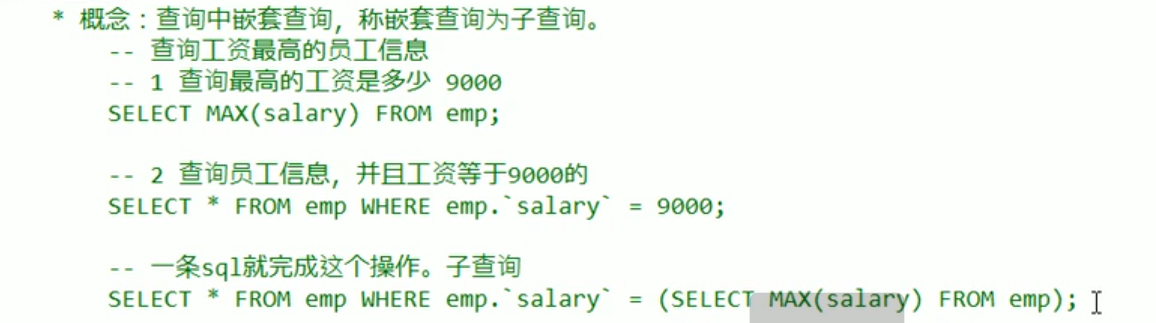 * 概念：查询中嵌套查询，称嵌套查询为子查询。
-- 查询工资最高的员工信息
-- 1 查询最高的工资是多少 9000
SELECT MAX(salary) FROM emp;
-- 2 查询员工信息，并且工资等于9000的
SELECT * FROM emp WHERE emp.`salary` = 9000;
-- 一条sql就完成这个操作。子查询
SELECT * FROM emp WHERE emp.`salary` = (SELECT MAX(salary) FROM emp);